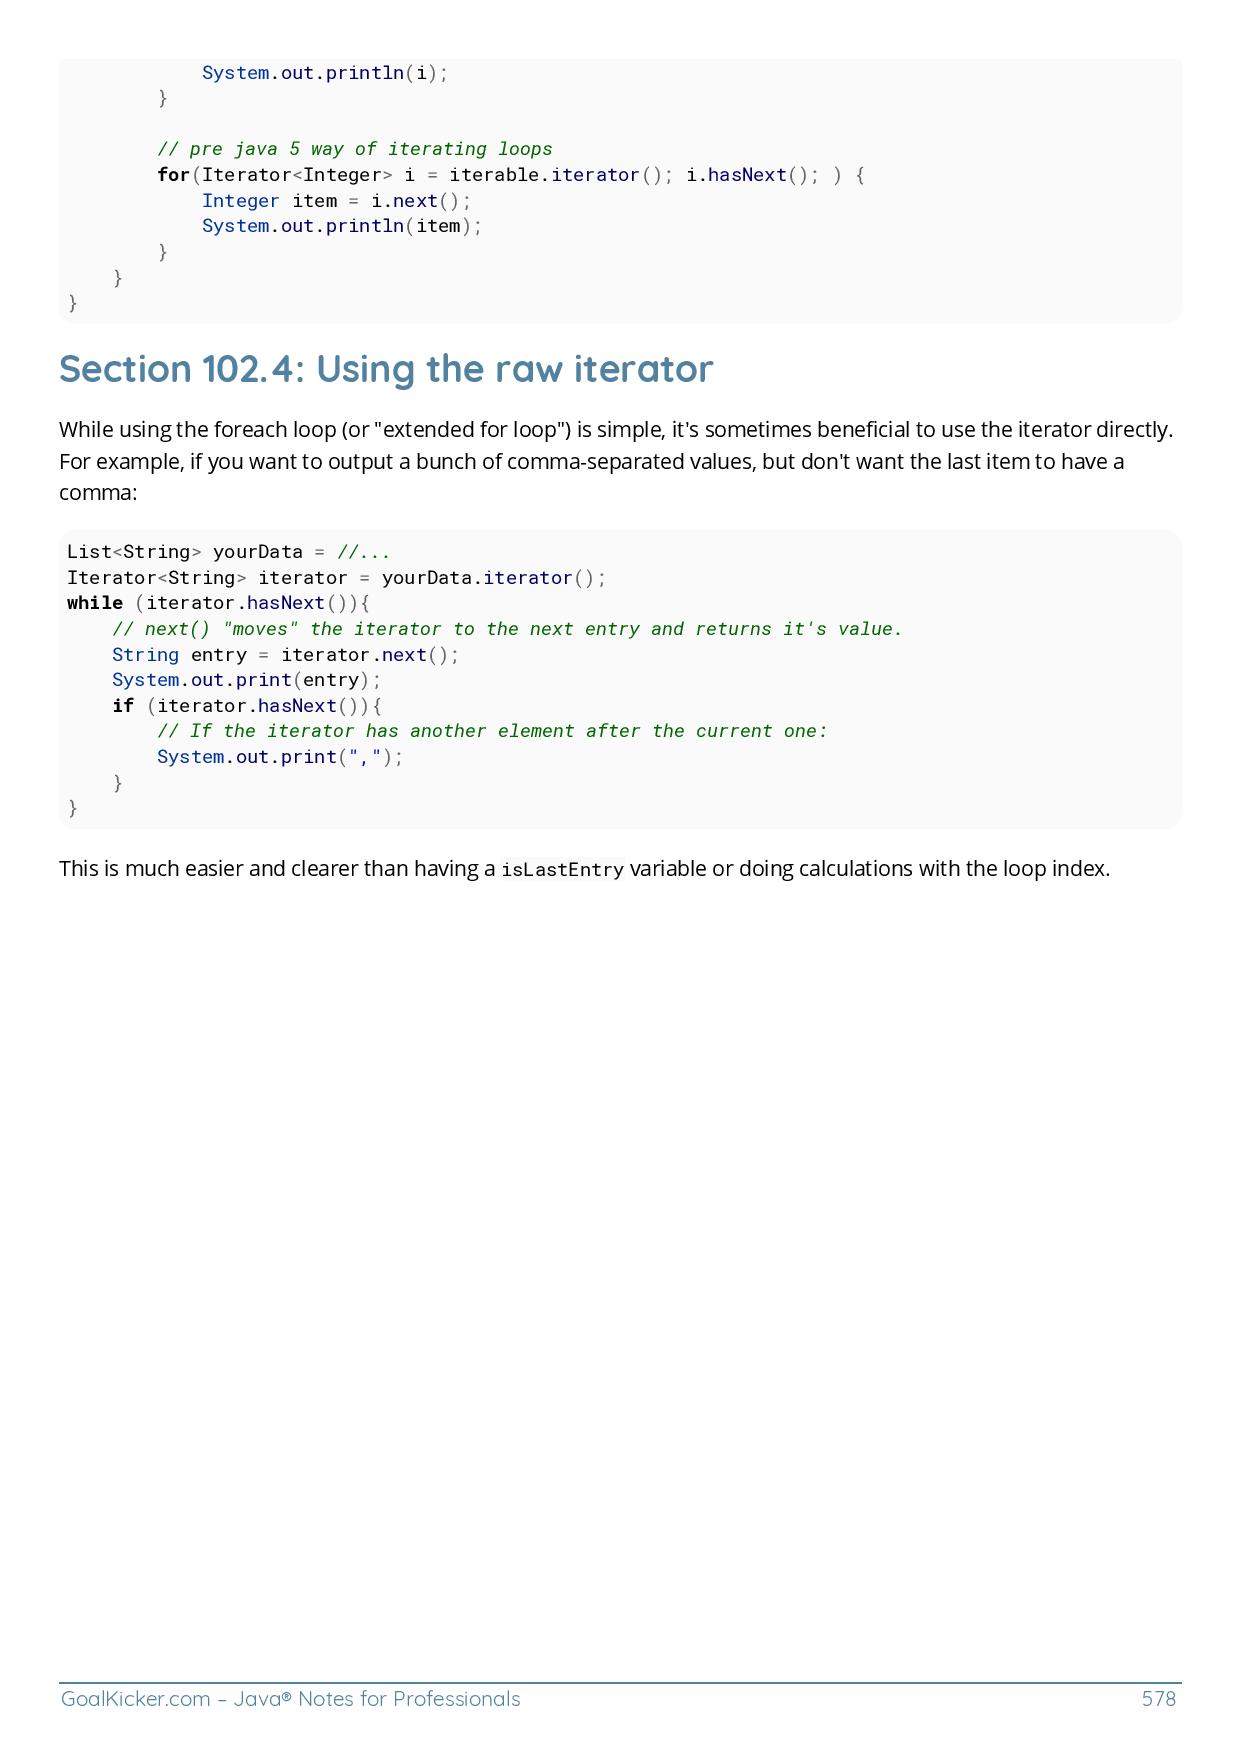 System.out.println(i);
        }

        // pre java 5 way of iterating loops
        for(Iterator<Integer> i = iterable.iterator(); i.hasNext(); ) {
            Integer item = i.next();
            System.out.println(item);
        }
    }
}
Section 102.4: Using the raw iterator
While using the foreach loop (or "extended for loop") is simple, it's sometimes beneficial to use the iterator directly.
For example, if you want to output a bunch of comma-separated values, but don't want the last item to have a
comma:
List<String> yourData = //...
Iterator<String> iterator = yourData.iterator();
while (iterator.hasNext()){
    // next() "moves" the iterator to the next entry and returns it's value.
    String entry = iterator.next();
    System.out.print(entry);
    if (iterator.hasNext()){
        // If the iterator has another element after the current one:
        System.out.print(",");
    }
}
This is much easier and clearer than having a isLastEntry variable or doing calculations with the loop index.
GoalKicker.com – Java® Notes for Professionals 578